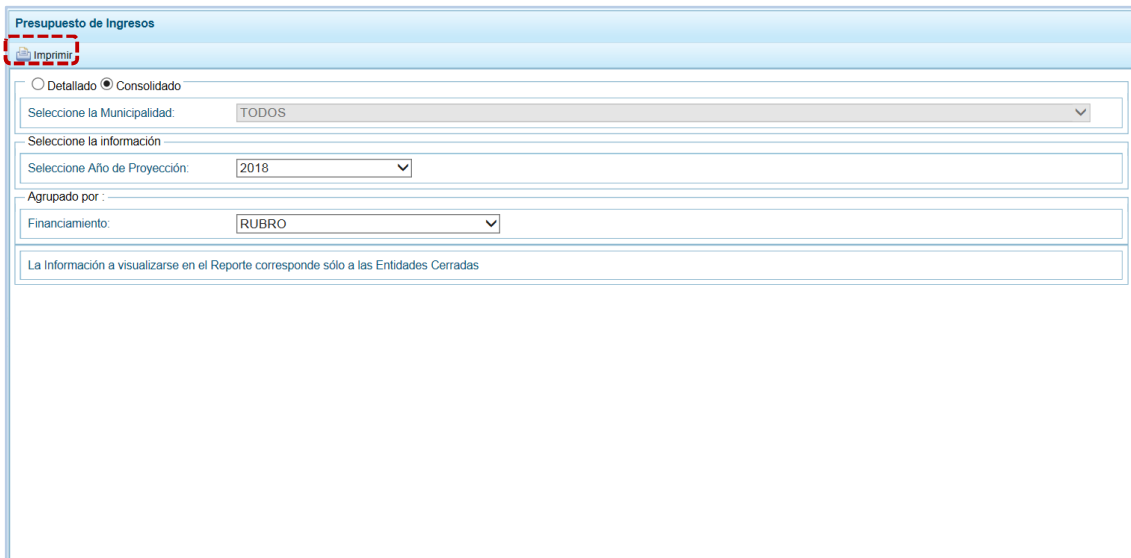 Presupuesto de Ingresos
Imprimir
Detallado Consolidado
Seleccione la Municipalidad: TODOS
Seleccione la información
Seleccione Año de Proyección: 2018
Agrupado por :
Financiamiento: RUBRO
La Información a visualizarse en el Reporte corresponde sólo a las Entidades Cerradas